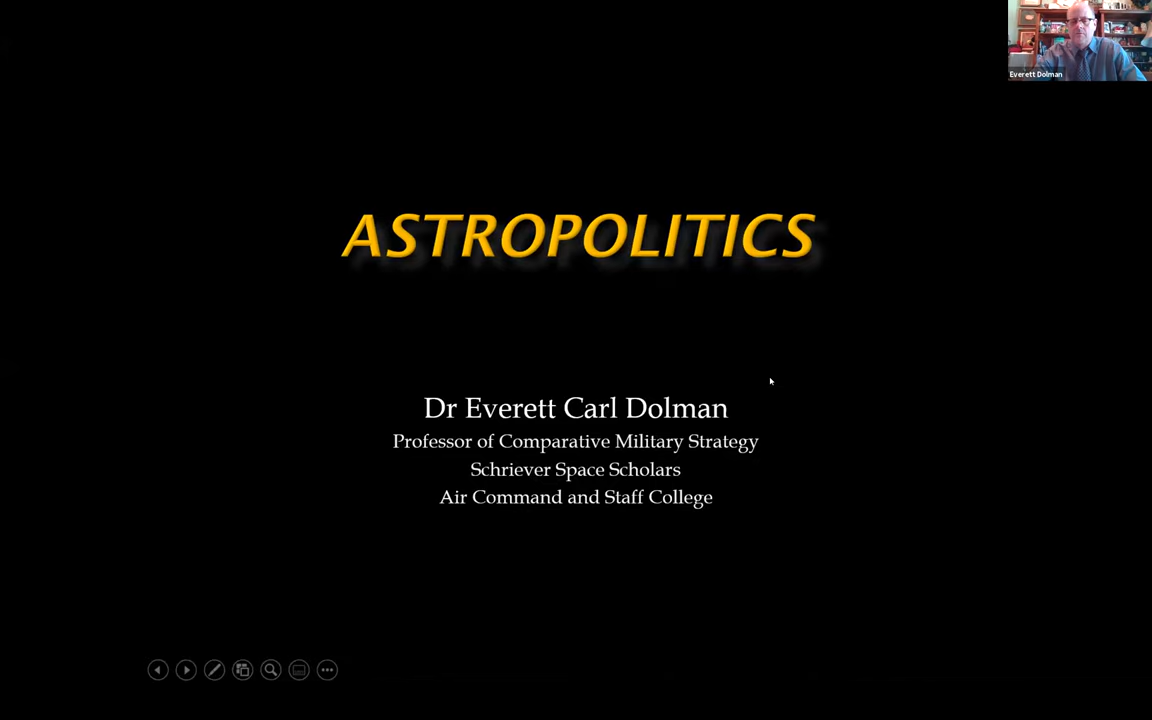 Everett Dolman
ASTROPOLITICS
Dr Everett Carl Dolman
Professor of Comparative Military Strategy
Schriever Space Scholars
Air Command and Staff College